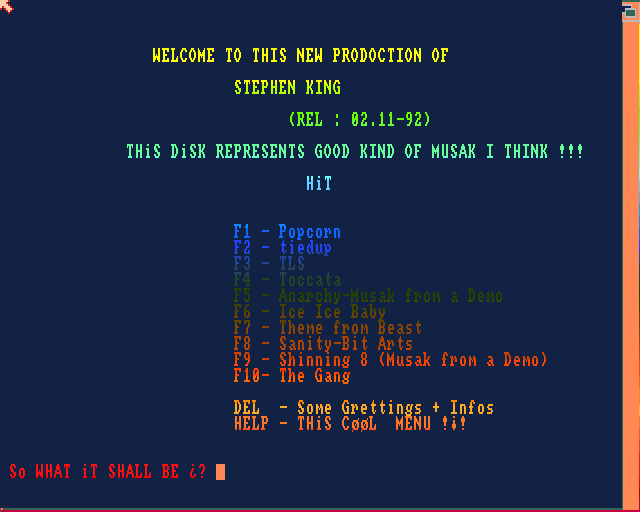 WELCOME TO THIS NEW PRODOCTION OF
STEPHEN KING
(REL : 02.11-92)
THiS DiSK REPRESENTS GOOD KIND OF MUSAK I THINK !!!
HiT
F1 - Popcorn
F2 - tiedup
F3 - TLS
F4 - Toccata
F5 - Anarchy-Musak from a Demo
F6 - Ice Ice Baby
F7 - Theme from Beast
F8 - Sanity-Bit Arts
F9 - Shinning 8 (Musak from a Demo)
F10- The Gang
DEL  - Some Grettings + Infos
HELP - THiS CøøL  MENU !¡!
So WHAT iT SHALL BE ¿?